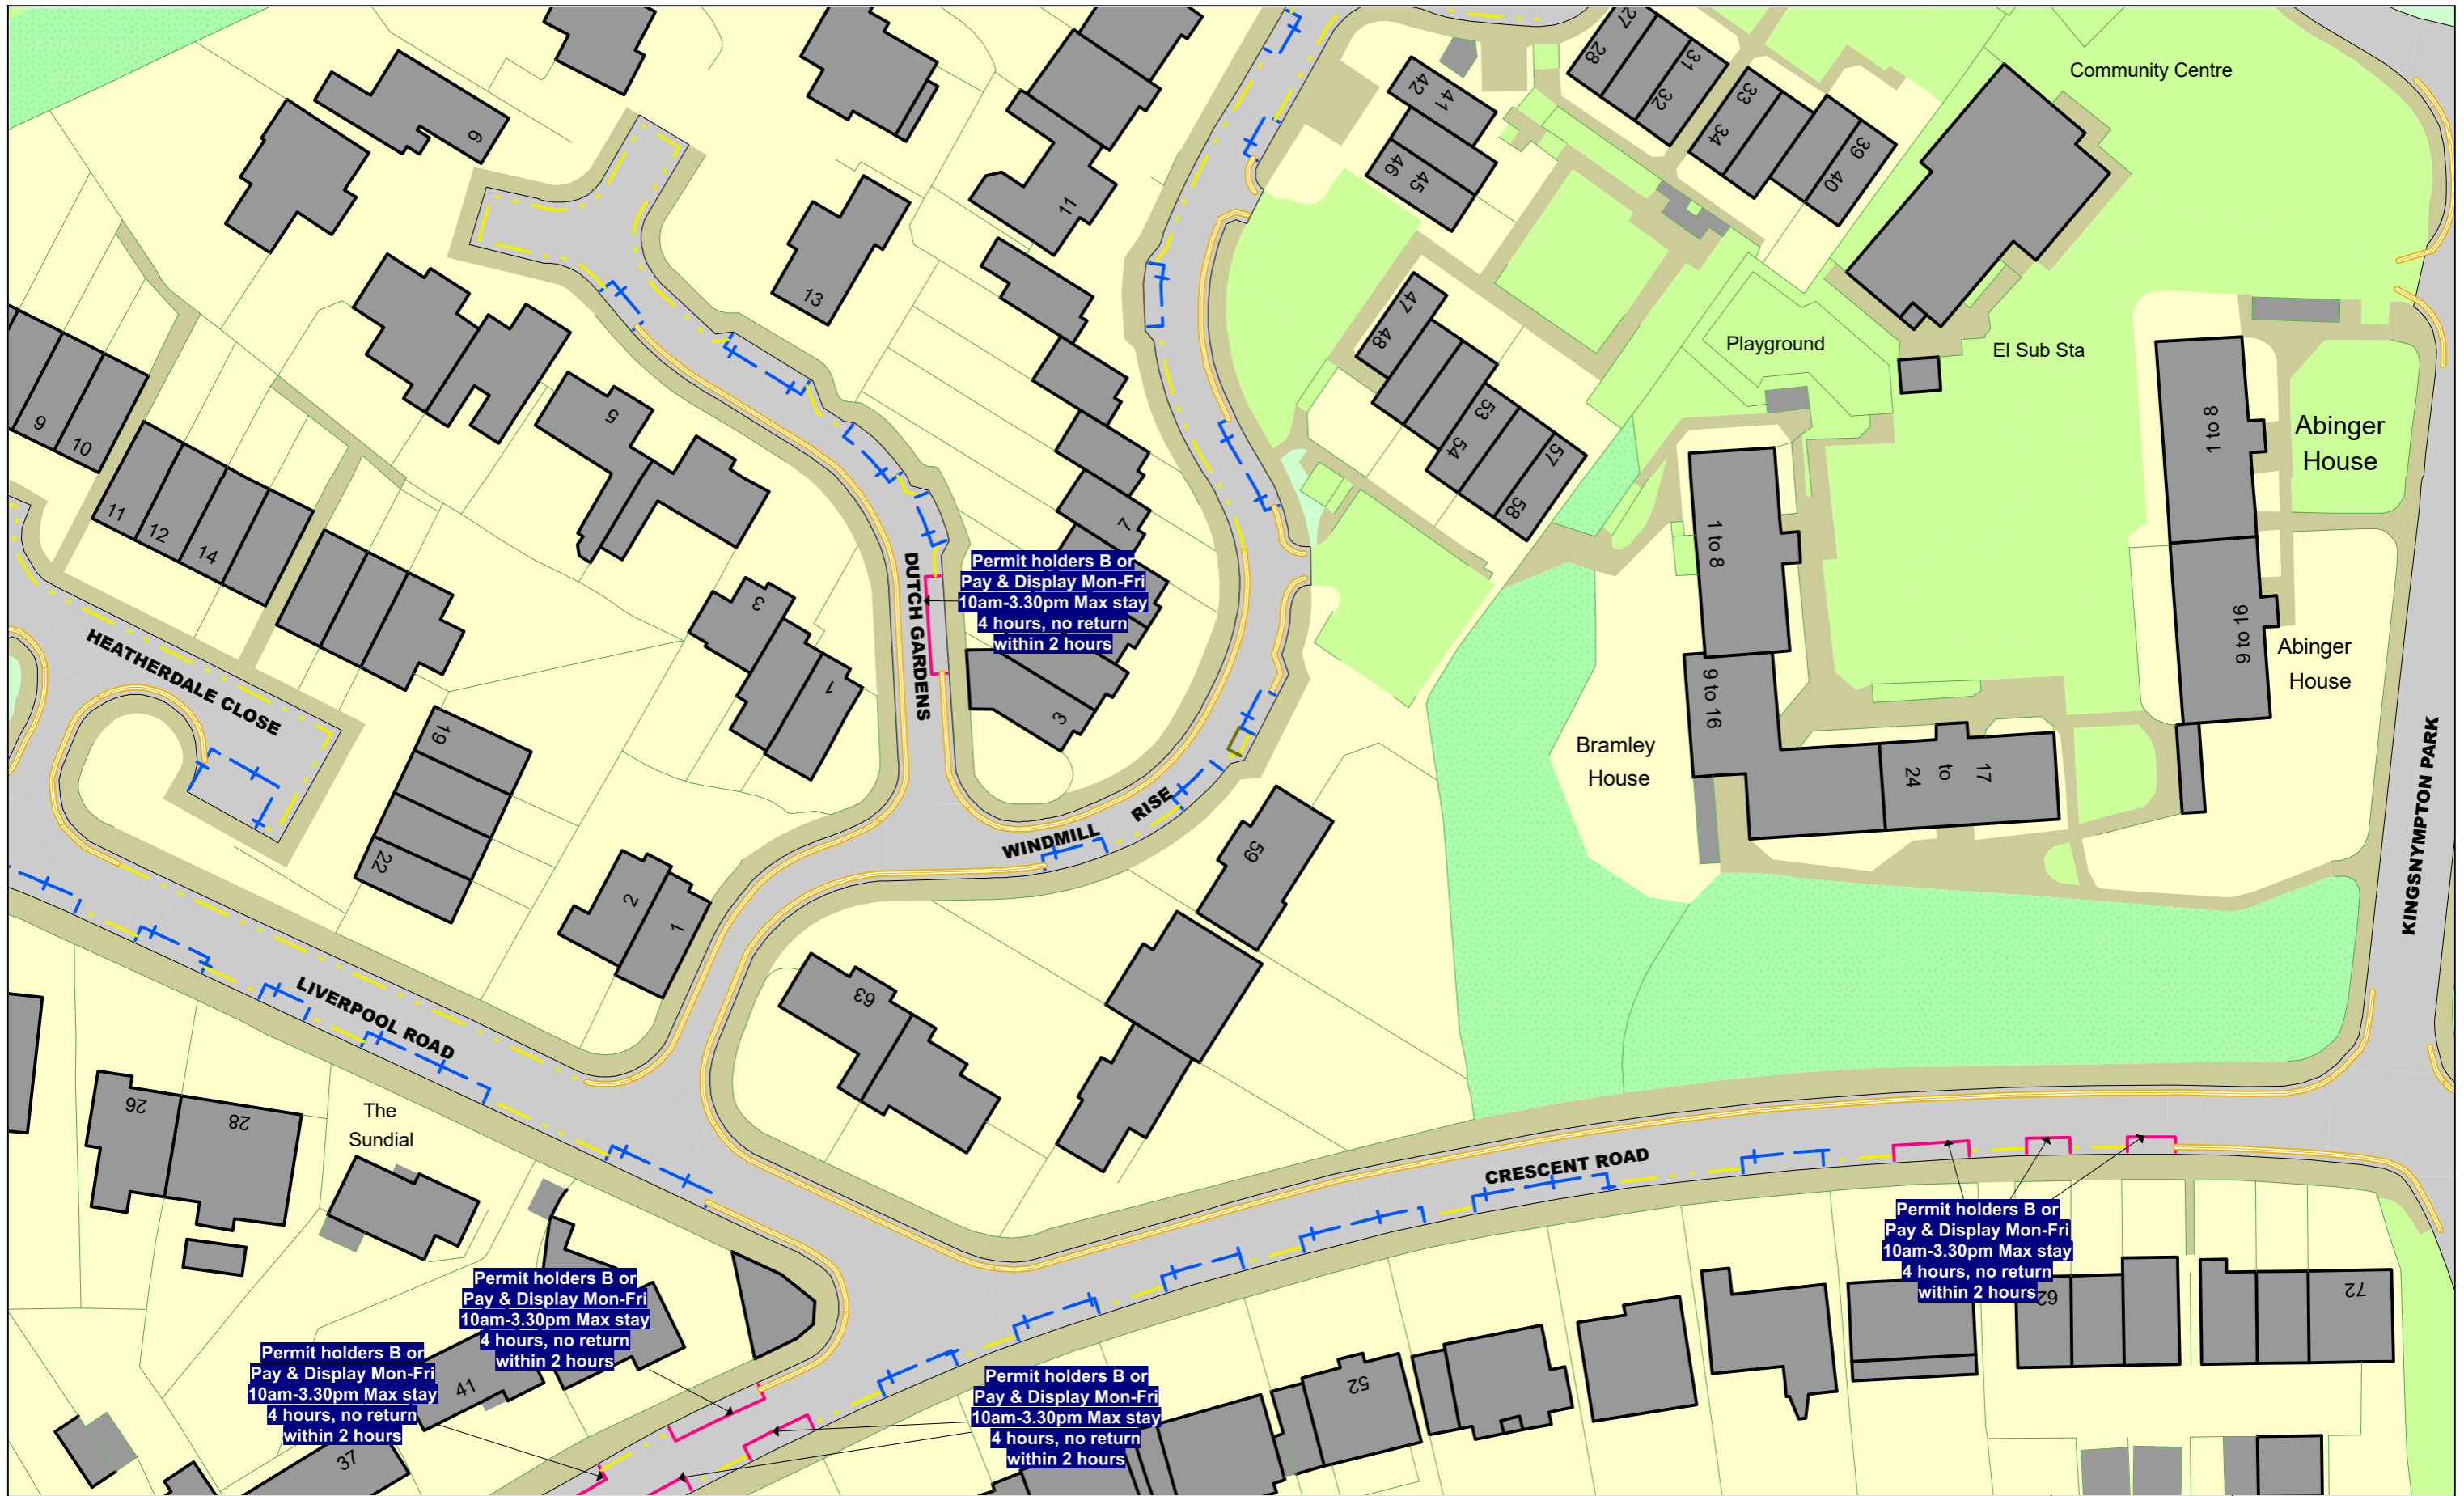 Community Centre
27
28
31
32
33
34
39
40
42
41
46
45
9
11
13
47
48
Playground
El Sub Sta
Abinger
House
1 to 8
53
54
57
58
5
9
10
11
12
14
7
1 to 8
Permit holders B or
Pay & Display Mon-Fri
10am-3.30pm Max stay
4 hours, no return
within 2 hours
DUTCH GARDENS
3
1
3
HEATHERDALE CLOSE
19
22
9 to 16
9 to 16
Abinger
House
Bramley
House
24
to
17
KINGSNYMPTON PARK
WINDMILL RISE
59
2
1
63
LIVERPOOL ROAD
26
28
The
Sundial
CRESCENT ROAD
Permit holders B or
Pay & Display Mon-Fri
10am-3.30pm Max stay
4 hours, no return
within 2 hours
62
72
Permit holders B or
Pay & Display Mon-Fri
10am-3.30pm Max stay
4 hours, no return
within 2 hours
Permit holders B or
Pay & Display Mon-Fri
10am-3.30pm Max stay
4 hours, no return
within 2 hours
41
37
Permit holders B or
Pay & Display Mon-Fri
10am-3.30pm Max stay
4 hours, no return
within 2 hours
52